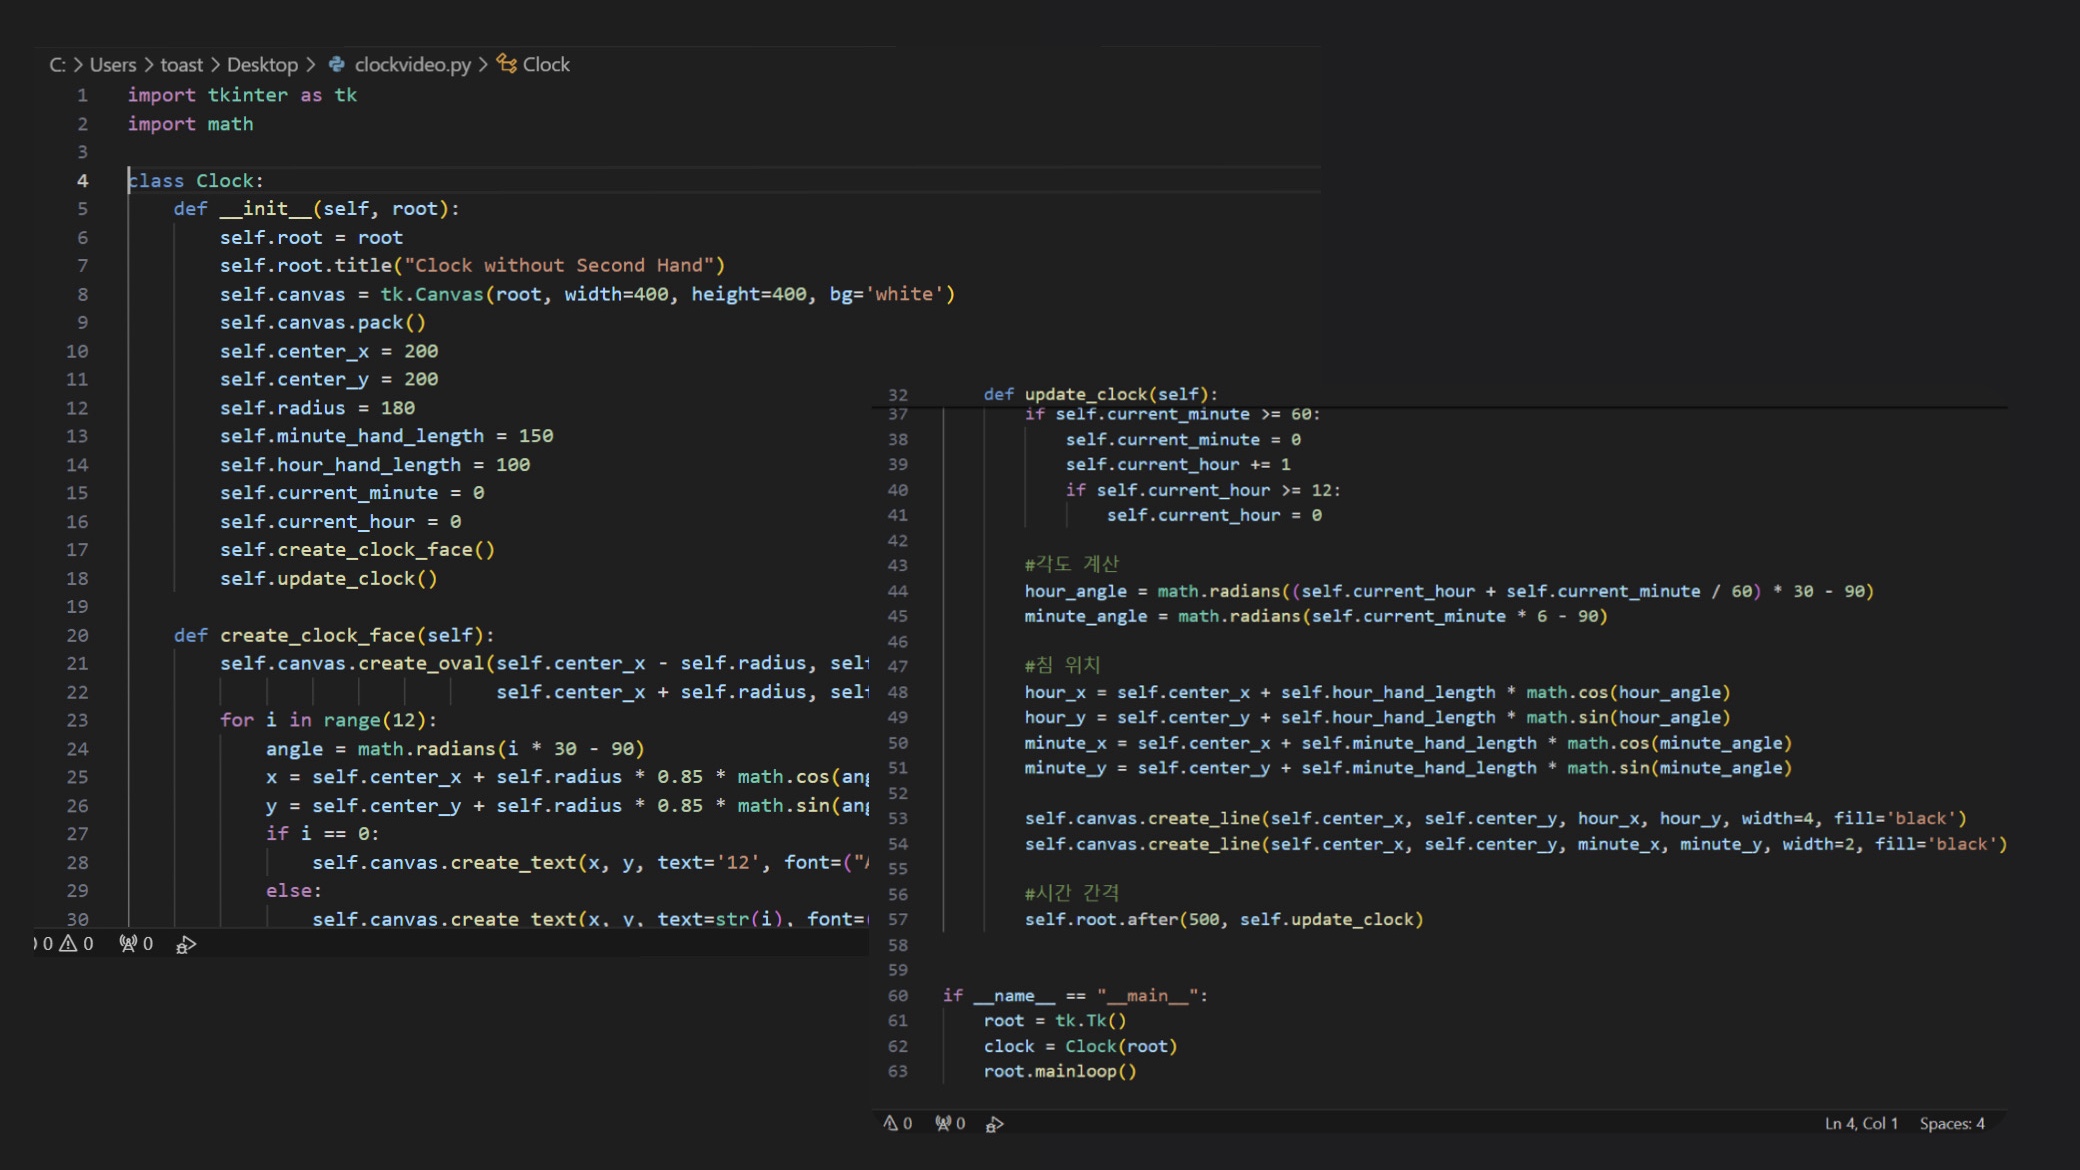 C: > Users > toast > Desktop > clockvideo.py > Clock
1 import tkinter as tk
2 import math
3
4 class Clock:
5 def __init__(self, root):
6 self.root = root
7 self.root.title("Clock without Second Hand")
8 self.canvas = tk.Canvas(root, width=400, height=400, bg='white')
9 self.canvas.pack()
10 self.center_x = 200
11 self.center_y = 200
12 self.radius = 180
13 self.minute_hand_length = 150
14 self.hour_hand_length = 100
15 self.current_minute = 0
16 self.current_hour = 0
17 self.create_clock_face()
18 self.update_clock()
19
20 def create_clock_face(self):
21 self.canvas.create_oval(self.center_x - self.radius, self
22 self.center_x + self.radius, self
23 for i in range(12):
24 angle = math.radians(i * 30 - 90)
25 x = self.center_x + self.radius * 0.85 * math.cos(ang
26 y = self.center_y + self.radius * 0.85 * math.sin(ang
27 if i == 0:
28 self.canvas.create_text(x, y, text='12', font=("A
29 else:
30 self.canvas.create_text(x, y, text=str(i), font=(
0 0 0
32 def update_clock(self):
37 if self.current_minute >= 60:
38 self.current_minute = 0
39 self.current_hour += 1
40 if self.current_hour >= 12:
41 self.current_hour = 0
42
43 #각도 계산
44 hour_angle = math.radians((self.current_hour + self.current_minute / 60) * 30 - 90)
45 minute_angle = math.radians(self.current_minute * 6 - 90)
46
47 #침 위치
48 hour_x = self.center_x + self.hour_hand_length * math.cos(hour_angle)
49 hour_y = self.center_y + self.hour_hand_length * math.sin(hour_angle)
50 minute_x = self.center_x + self.minute_hand_length * math.cos(minute_angle)
51 minute_y = self.center_y + self.minute_hand_length * math.sin(minute_angle)
52
53 self.canvas.create_line(self.center_x, self.center_y, hour_x, hour_y, width=4, fill='black')
54 self.canvas.create_line(self.center_x, self.center_y, minute_x, minute_y, width=2, fill='black')
55
56 #시간 간격
57 self.root.after(500, self.update_clock)
58
59
60 if __name__ == "__main__":
61 root = tk.Tk()
62 clock = Clock(root)
63 root.mainloop()
0 0 Ln 4, Col 1 Spaces: 4